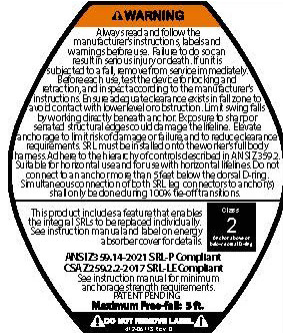 WARNING
Always read and follow the
manufacturer's instructions, labels and
warnings before use. Failure to do so can
result in serious injury or death. If unit is
subjected to a fall, remove from service immediately.
Before each use, test the device for locking and
retraction, and inspect according to the manufacturer's
instructions. Ensure adequate clearance exists in fall zone to
avoid contact with lower level or obstruction. Limit swing falls
by working directly beneath anchor. Exposure to sharp or
serrated structural edges could damage the lifeline. Elevate
anchorage to limit risk of damage or failure, and to reduce clearance
requirements. SRL must be installed onto the worker's full body
harness. Adhere to the hierarchy of controls described in ANSI Z359.2.
Suitable for horizontal use and for use with horizontal lifelines. Do not
connect to an anchor more than 5 feet below the dorsal D-ring.
Simultaneous connection of both SRL leg connectors to anchor(s)
shall only be done during 100% tie-off transitions.
This product includes a feature that enables
the integral SRLs to be replaced individually.
See instruction manual and label on energy
absorber cover for details.
Class
2
Anchor above or
below dorsal D-ring
ANSI Z359.14-2021 SRL-P Compliant
CSA Z259.2.2-2017 SRL-LE Compliant
See instruction manual for minimum
anchorage strength requirements.
PATENT PENDING
Maximum Free-fall: 5 ft.
DO NOT REMOVE LABEL
Rev D